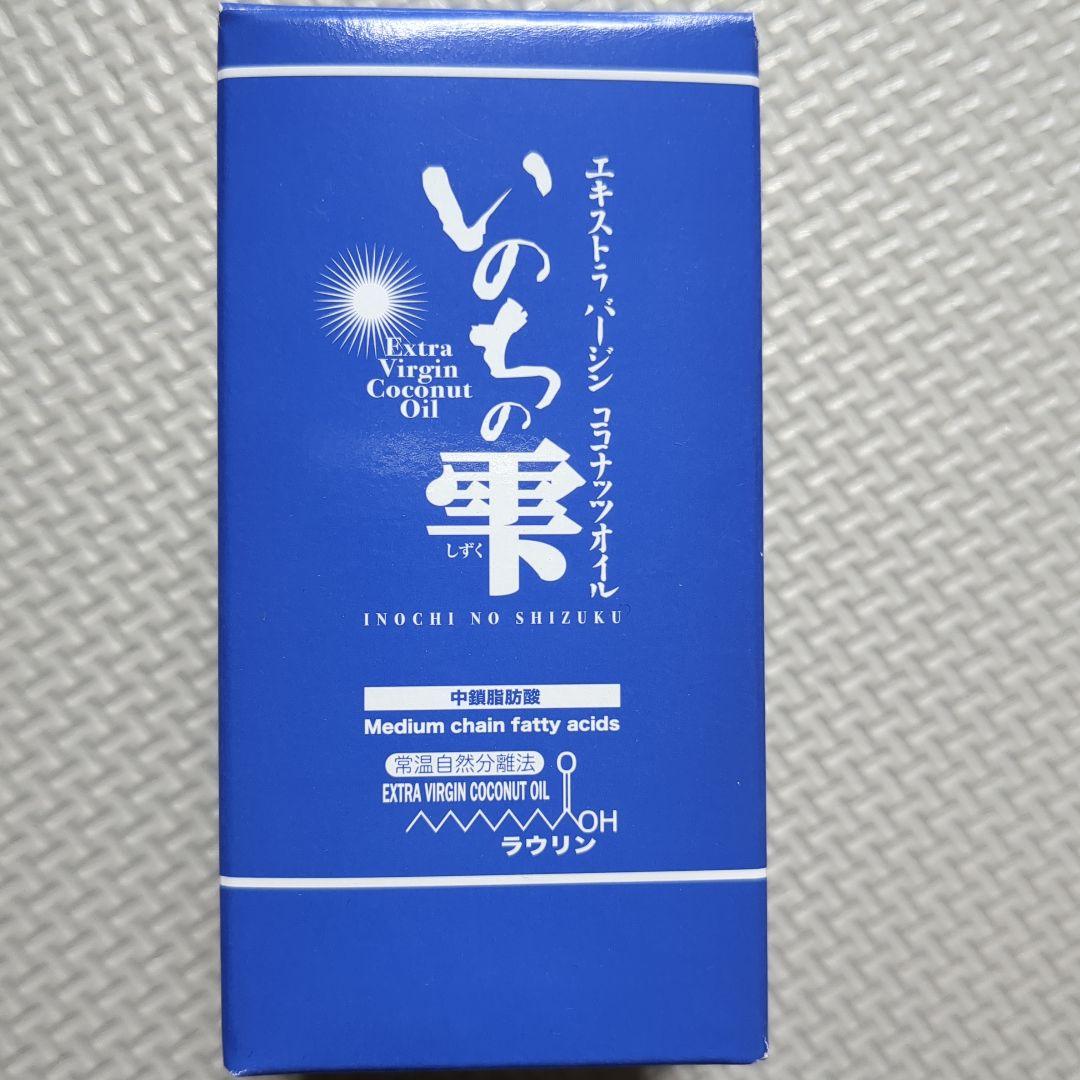 エキストラ バージン ココナッツオイル
いのちの雫
しずく
Extra
Virgin
Coconut
Oil
INOCHI NO SHIZUKU
中鎖脂肪酸
Medium chain fatty acids
常温自然分離法
EXTRA VIRGIN COCONUT OIL
O
OH
ラウリン